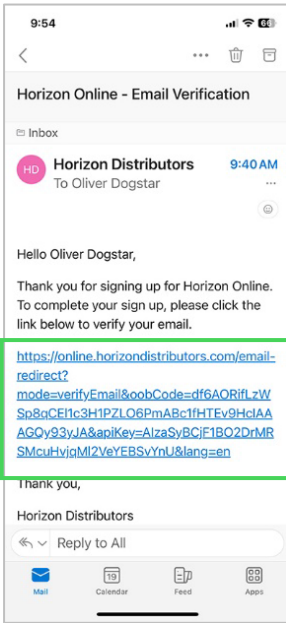 9:54
63
Horizon Online - Email Verification
Inbox
HD
Horizon Distributors
9:40 AM
To Oliver Dogstar
Hello Oliver Dogstar,
Thank you for signing up for Horizon Online.
To complete your sign up, please click the
link below to verify your email.
https://online.horizondistributors.com/email-
redirect?
mode=verifyEmail&oobCode=df6AORifLzW
Sp8qCEl1c3H1PZLO6PmABc1fHTEv9HcIAA
AGQy93yJA&apiKey=AIzaSyBCjF1BO2DrMR
SMcuHvjqMl2VeYEBSvYnU&lang=en
Thank you,
Horizon Distributors
Reply to All
Mail
19
Calendar
Feed
Apps